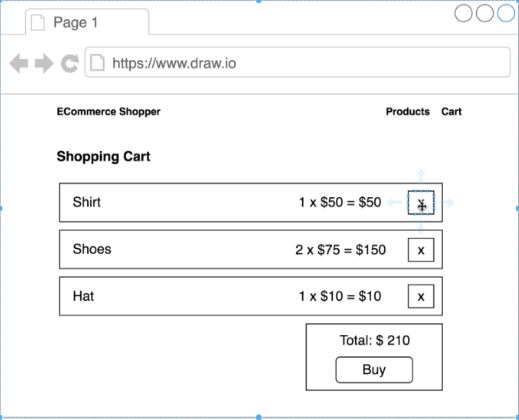 Page 1
https://www.draw.io
ECommerce Shopper Products Cart
Shopping Cart
Shirt 1 x $50 = $50 x
Shoes 2 x $75 = $150 x
Hat 1 x $10 = $10 x
Total: $ 210
Buy